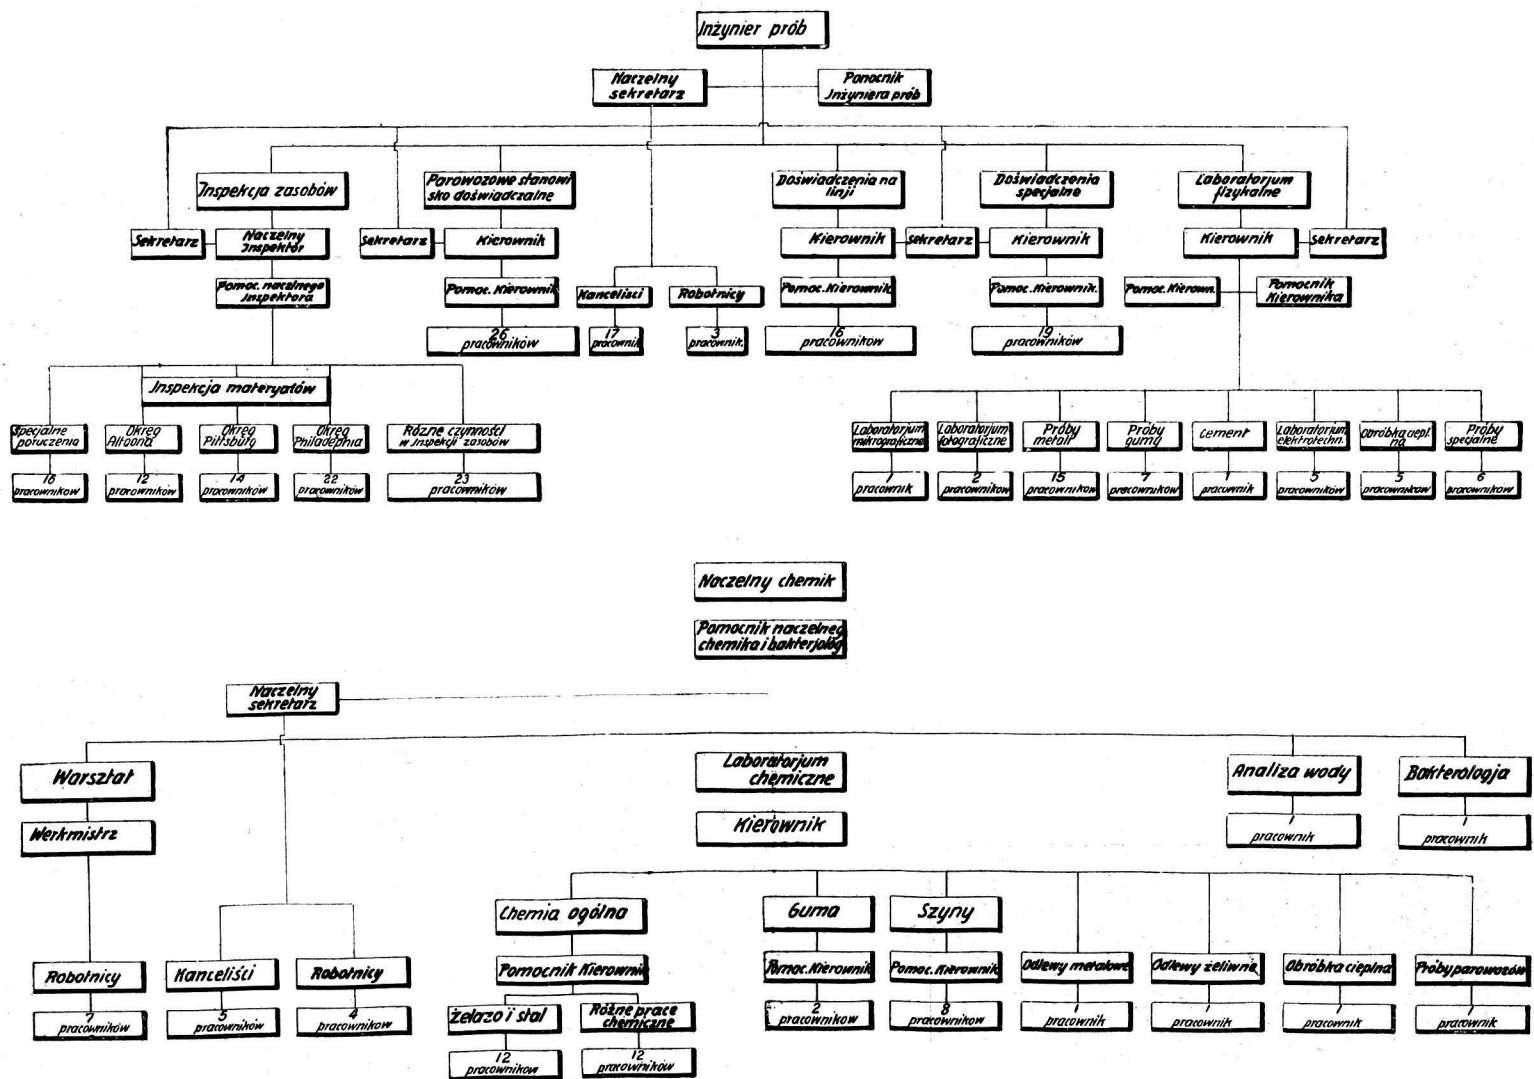 Inżynier prób
Naczelny
sekretarz
Pomocnik
Inżyniera prób
Inspekcja zasobów
Parowozowe stanowi
sko doświadczalne
Doświadczenia na
linji
Doświadczenia
specjalne
Laboratorjum
fizykalne
Sekretarz
Naczelny
Inspektór
Sekretarz
Kierownik
Kierownik
Sekretarz
Kierownik
Kierownik
Sekretarz
Pomoc. naczelnego
Inspektora
Pomoc. Kierownik
Kanceliści
Robotnicy
Pomoc. Kierownik
Pomoc. Kierownik.
Pomoc. Kierown.
Pomocnik
Kierownika
26
pracowników
17
pracownik
3
pracownik.
16
pracowników
19
pracowników
Inspekcja materyałów
Specjalne
poruczenia
Okręg
Altoona
Okręg
Pittsburg
Okręg
Philadelphia
Różne czynności
w Inspekcji zasobów
Laboratorjum
mikrograficzne
Laboratorjum
fotograficzne
Próby
metali
Próby
gumy
Cement
Laboratorjum
elektrotechn.
Obróbka ciepl.
na
Próby
specjalne
16
pracowników
12
pracowników
14
pracowników
22
pracowników
23
pracowników
1
pracownik
2
pracowników
15
pracowników
7
pracowników
1
pracownik
5
pracowników
5
pracowników
6
pracowników
Naczelny chemik
Pomocnik naczelneg
chemika i bakterjolog
Naczelny
sekretarz
Warsztat
Laboratorjum
chemiczne
Analiza wody
Bakterologja
Werkmistrz
Kierownik
1
pracownik
1
pracownik
Chemia ogólna
Guma
Szyny
Robotnicy
Kanceliści
Robotnicy
Pomocnik Kierownik
Pomoc. Kierownik
Pomoc. Kierownik
Odlewy metalowe
Odlewy żeliwne
Obróbka cieplna
Próby parowozów
7
pracowników
5
pracowników
4
pracowników
Żelazo i stal
Różne prace
chemiczne
2
pracowników
8
pracowników
1
pracownik
1
pracownik
1
pracownik
1
pracownik
12
pracowników
12
pracowników